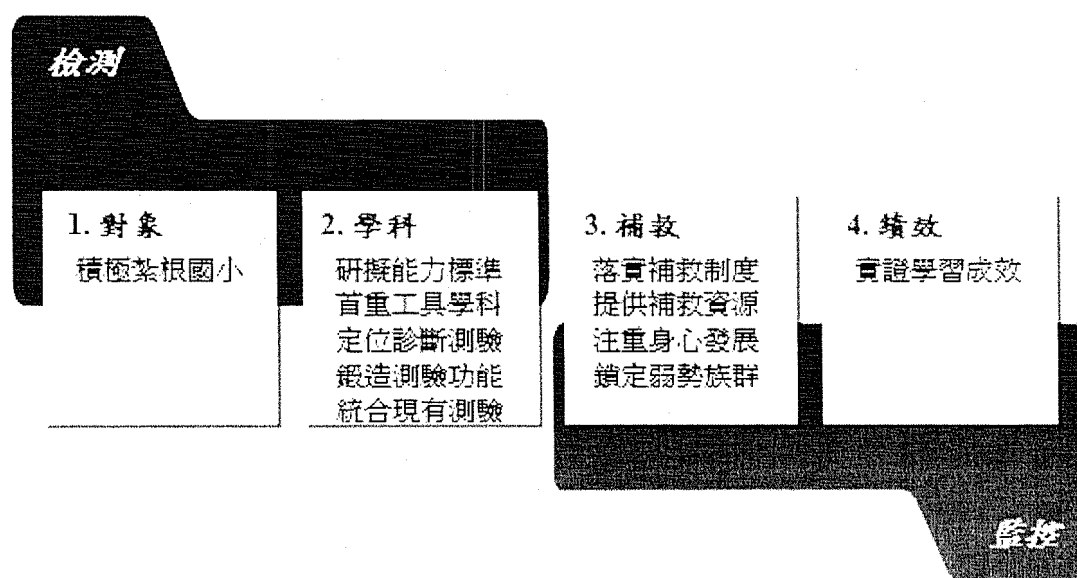 檢測
1. 對象
積極紮根國小
2. 學科
研擬能力標準
首重工具學科
定位診斷測驗
鍛造測驗功能
統合現有測驗
3. 補救
落實補救制度
提供補救資源
注重身心發展
鎖定弱勢族群
4. 績效
實證學習成效
監控